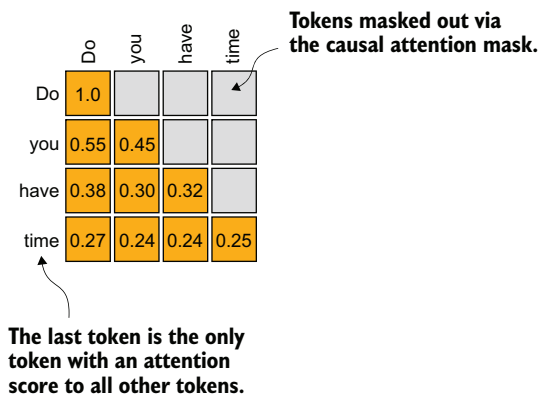 Do
you
have
time
Tokens masked out via
the causal attention mask.
Do 1.0
you 0.55 0.45
have 0.38 0.30 0.32
time 0.27 0.24 0.24 0.25
The last token is the only
token with an attention
score to all other tokens.